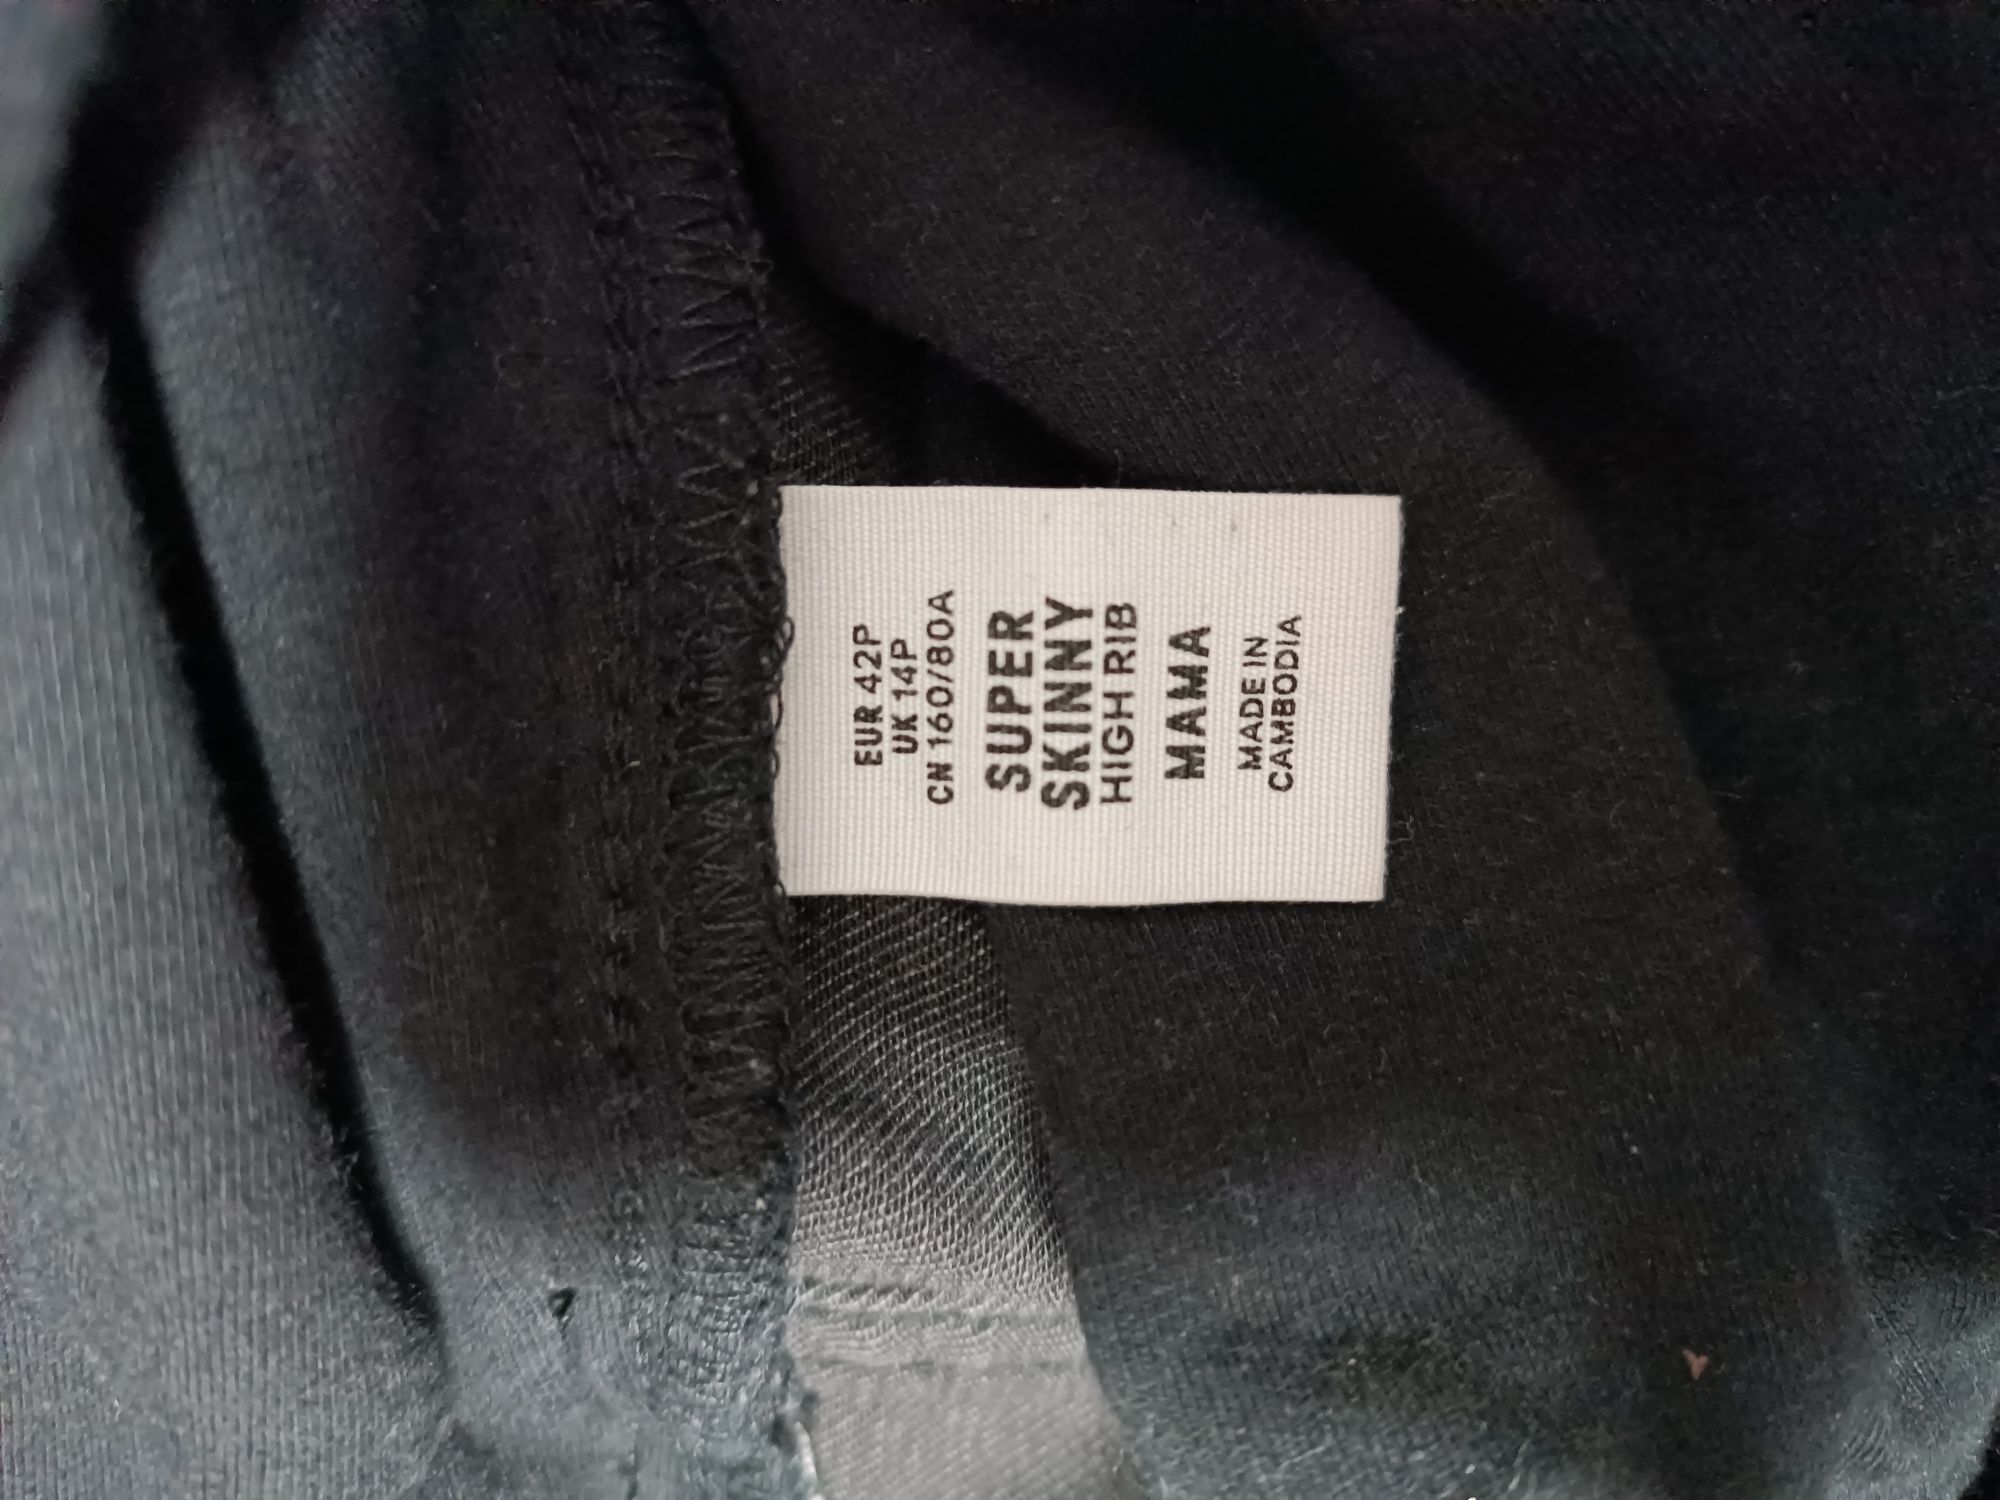 EUR 42P
UK 14P
CN 160/80A
SUPER
SKINNY
HIGH RIB
MAMA
MADE IN
CAMBODIA